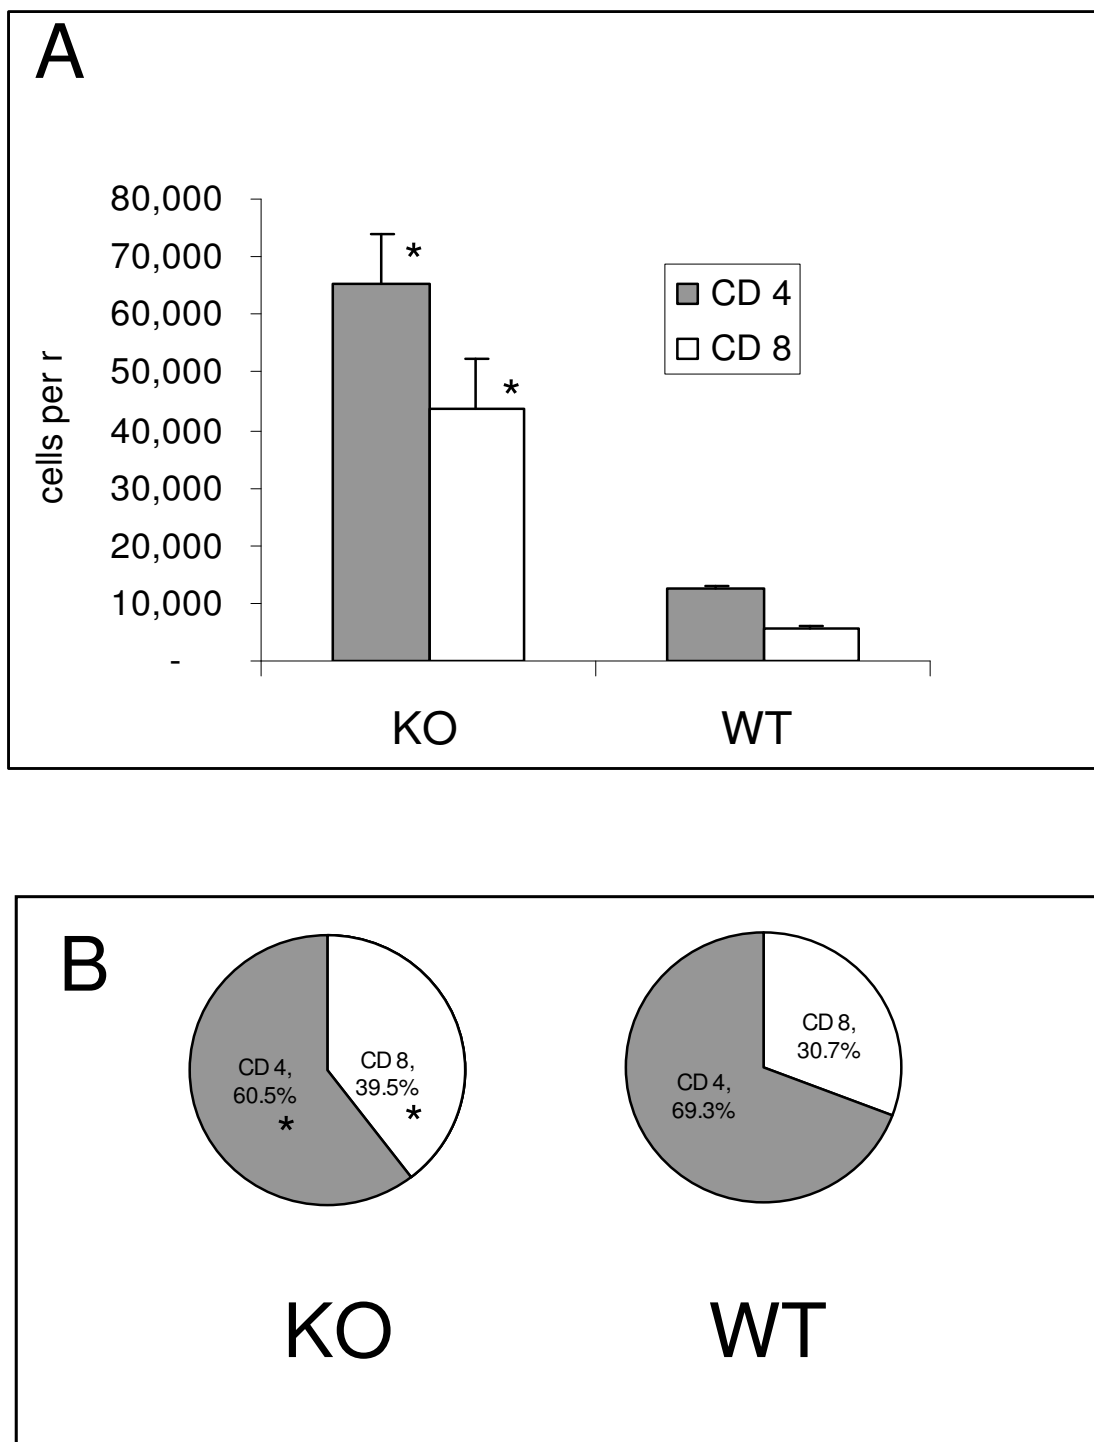 A
80,000
70,000
60,000
50,000
40,000
30,000
20,000
10,000
-
cells per r
*
*
CD 4
CD 8
KO
WT
B
CD 4,
60.5%
*
CD 8,
39.5%
*
CD 8,
30.7%
CD 4,
69.3%
KO
WT